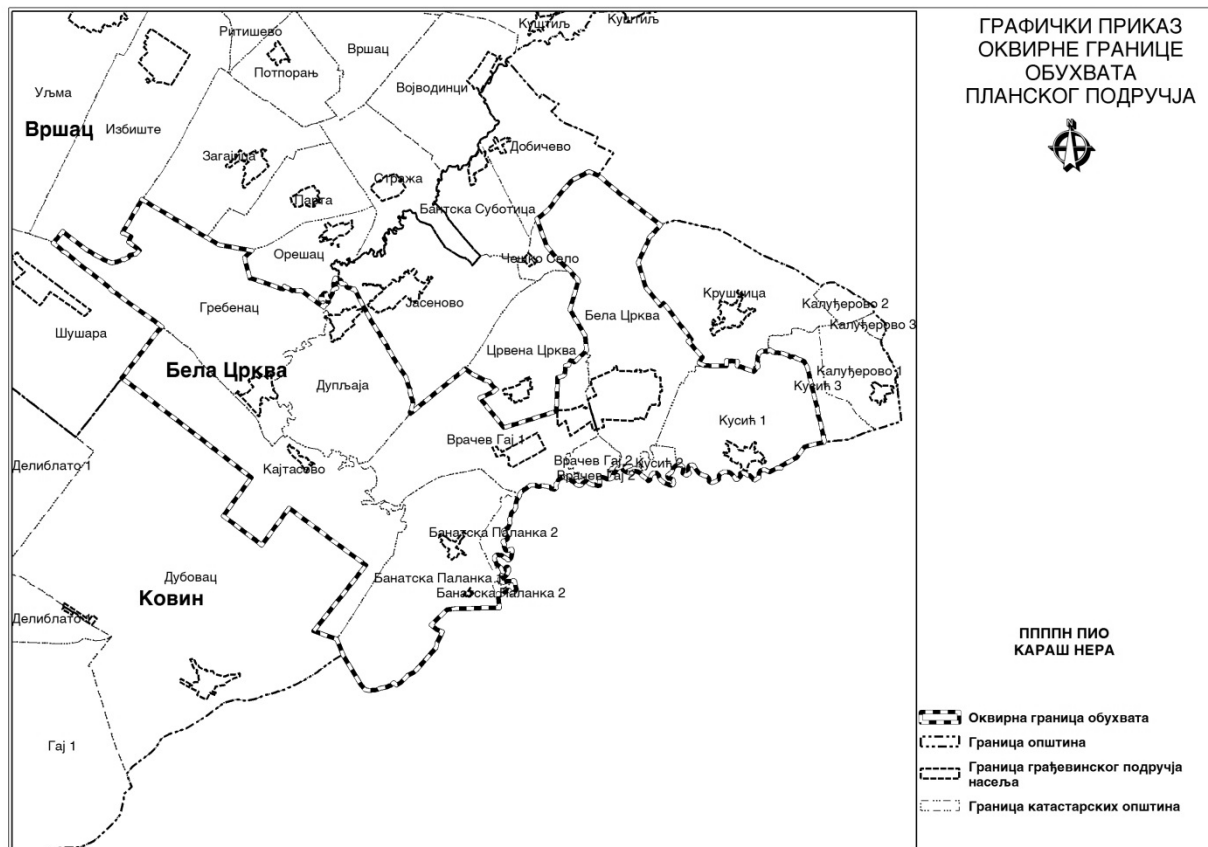 ГРАФИЧКИ ПРИКАЗ
ОКВИРНЕ ГРАНИЦЕ
ОБУХВАТА
ПЛАНСКОГ ПОДРУЧЈА
Куштиљ
Куштиљ
Ритишево
Вршац
Потпорањ
Војводинци
Уљма
Вршац
Избиште
Загајица
Добичево
Стража
Парта
Бантска Суботица
Орешац
Чешко Село
Гребенац
Јасеново
Крушчица
Калуђерово 2
Бела Црква
Калуђерово 3
Шушара
Црвена Црква
Бела Црква
Дупљаја
Калуђерово 1
Кусић 3
Кусић 1
Врачев Гај 1
Делиблато 1
Кајтасово
Врачев Гај 2
Кусић 2
Врачев Гај 2
Банатска Паланка 2
Дубовац
Банатска Паланка 1
Банатска Паланка 2
Ковин
Делиблато 1
Гај 1
ППППН ПИО
КАРАШ НЕРА
Оквирна граница обухвата
Граница општина
Граница грађевинског подручја
насеља
Граница катастарских општина